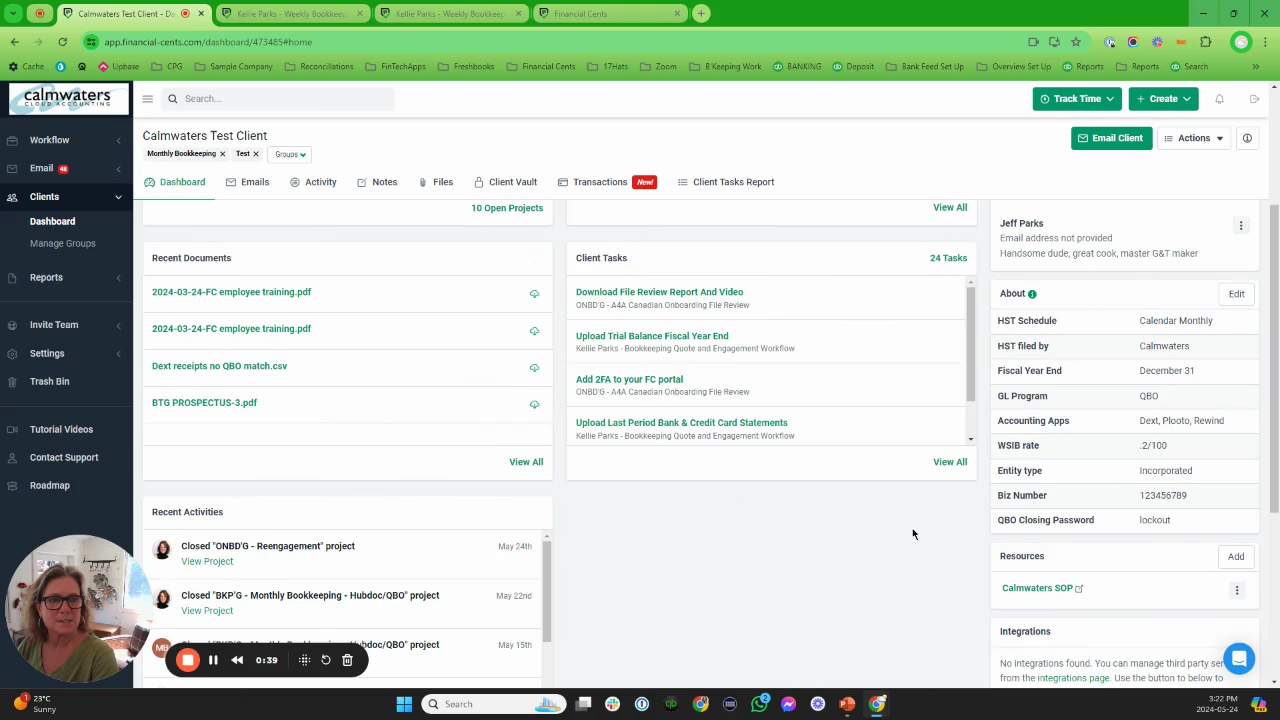 Calmwaters Test Client - Da
Kellie Parks - Weekly Bookkee
Kellie Parks - Weekly Bookkeep
Financial Cents
app.financial-cents.com/dashboard/473485#home
Cache
Upbase
CPG
Sample Company
Reconciliations
FinTechApps
Freshbooks
Financial Cents
17Hats
Zoom
B'Keeping Work
BANKING
Deposit
Bank Feed Set Up
Overview Set Up
Reports
Reports
Search
calmwaters
CLOUD ACCOUNTING
Search...
Track Time
Create
Workflow
Email 48
Clients
Dashboard
Manage Groups
Reports
Invite Team
Settings
Trash Bin
Tutorial Videos
Contact Support
Roadmap
Calmwaters Test Client
Monthly Bookkeeping
Test
Groups
Email Client
Actions
Dashboard
Emails
Activity
Notes
Files
Client Vault
Transactions New!
Client Tasks Report
10 Open Projects
View All
Recent Documents
2024-03-24-FC employee training.pdf
2024-03-24-FC employee training.pdf
Dext receipts no QBO match.csv
BTG PROSPECTUS-3.pdf
View All
Client Tasks
24 Tasks
Download File Review Report And Video
ONBD'G - A4A Canadian Onboarding File Review
Upload Trial Balance Fiscal Year End
Kellie Parks - Bookkeeping Quote and Engagement Workflow
Add 2FA to your FC portal
ONBD'G - A4A Canadian Onboarding File Review
Upload Last Period Bank & Credit Card Statements
Kellie Parks - Bookkeeping Quote and Engagement Workflow
View All
Recent Activities
Closed "ONBD'G - Reengagement" project
May 24th
View Project
Closed "BKP'G - Monthly Bookkeeping - Hubdoc/QBO" project
May 22nd
View Project
MB
May 15th
0:39
Jeff Parks
Email address not provided
Handsome dude, great cook, master G&T maker
About
Edit
HST Schedule Calendar Monthly
HST filed by Calmwaters
Fiscal Year End December 31
GL Program QBO
Accounting Apps Dext, Plooto, Rewind
WSIB rate .2/100
Entity type Incorporated
Biz Number 123456789
QBO Closing Password lockout
Resources
Add
Calmwaters SOP
Integrations
No integrations found. You can manage third party ser
from the integrations page. Use the button to below to
1
23°C
Sunny
Search
2
3:22 PM
2024-05-24